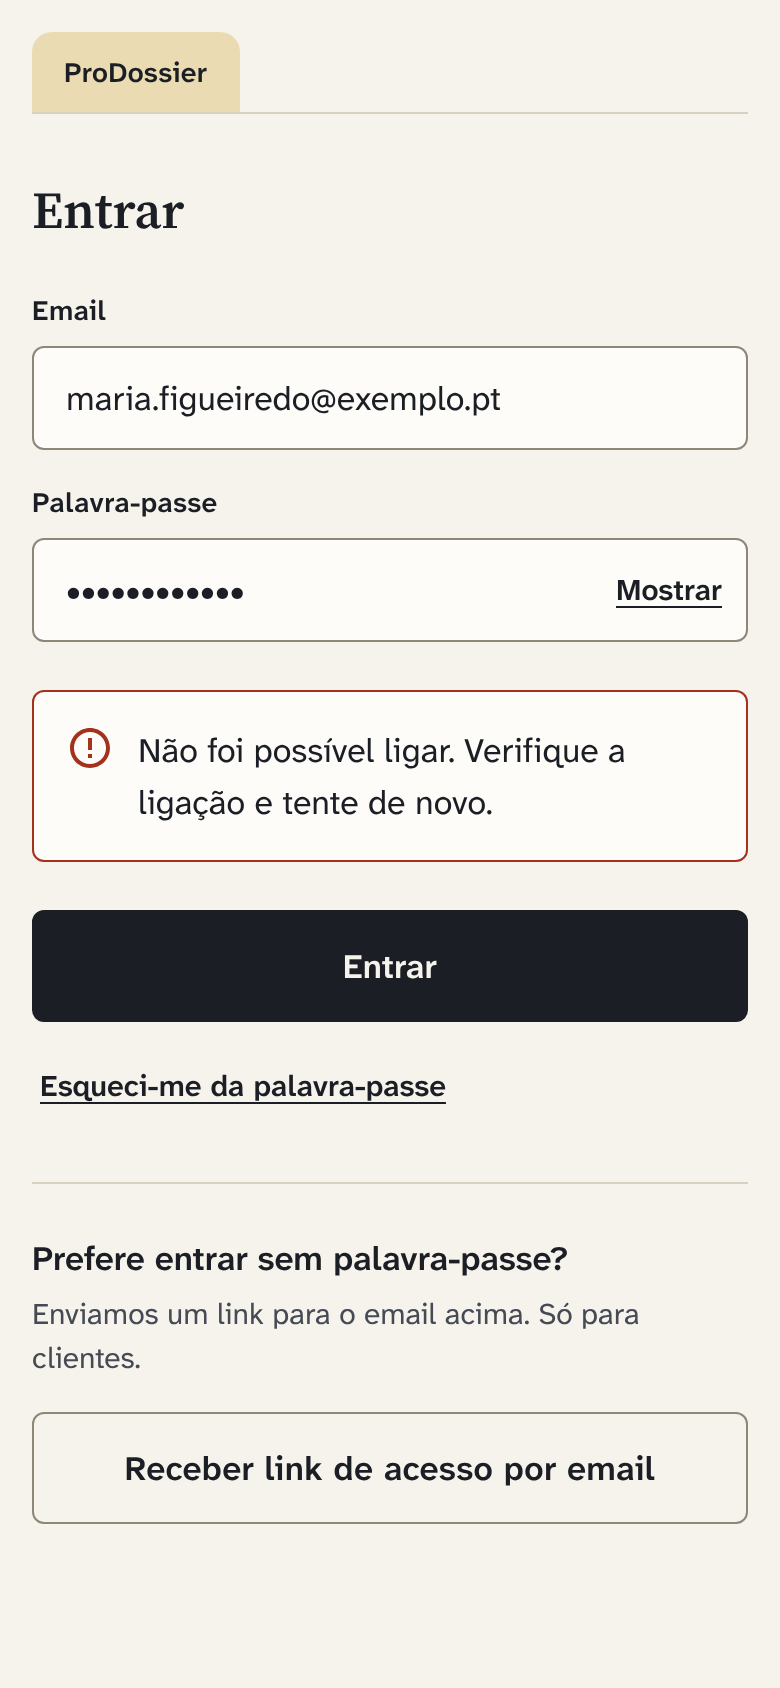 ProDossier
Entrar
Email
maria.figueiredo@exemplo.pt
Palavra-passe
••••••••••••
Mostrar
Não foi possível ligar. Verifique a
ligação e tente de novo.
Entrar
Esqueci-me da palavra-passe
Prefere entrar sem palavra-passe?
Enviamos um link para o email acima. Só para
clientes.
Receber link de acesso por email